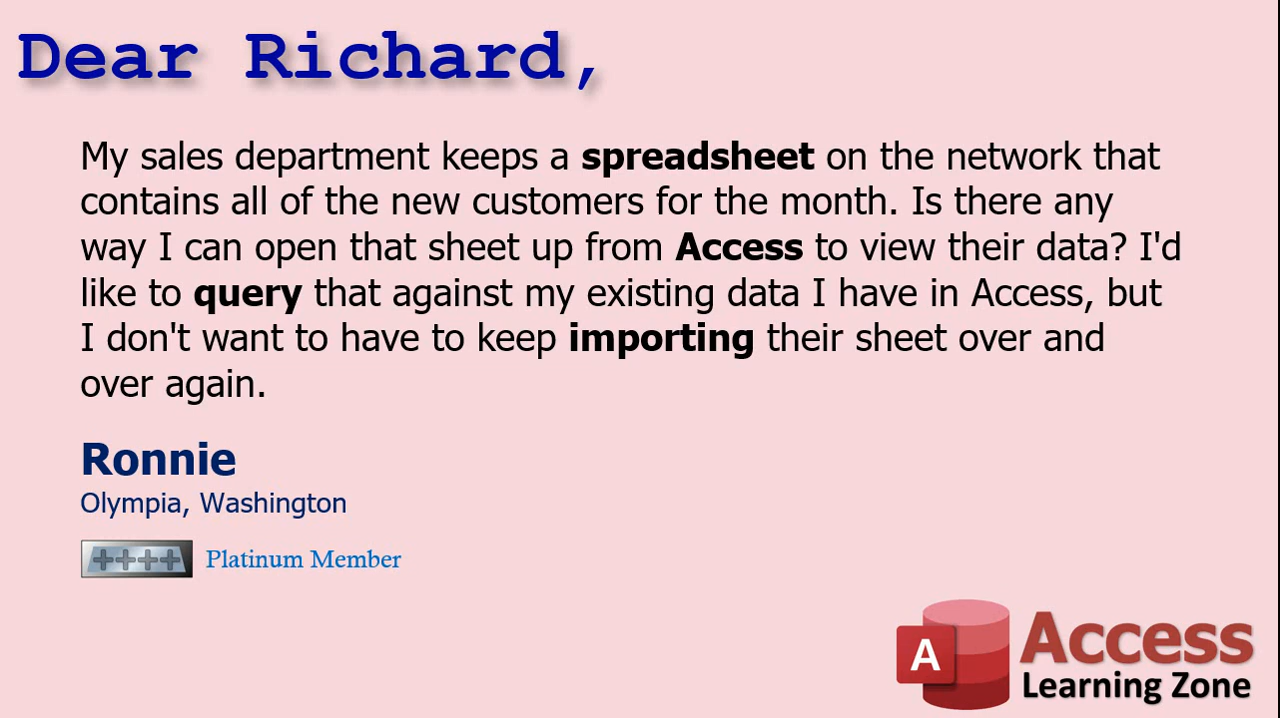 Dear Richard,
My sales department keeps a spreadsheet on the network that
contains all of the new customers for the month. Is there any
way I can open that sheet up from Access to view their data? I'd
like to query that against my existing data I have in Access, but
I don't want to have to keep importing their sheet over and
over again.
Ronnie
Olympia, Washington
++++ Platinum Member
A Access
Learning Zone